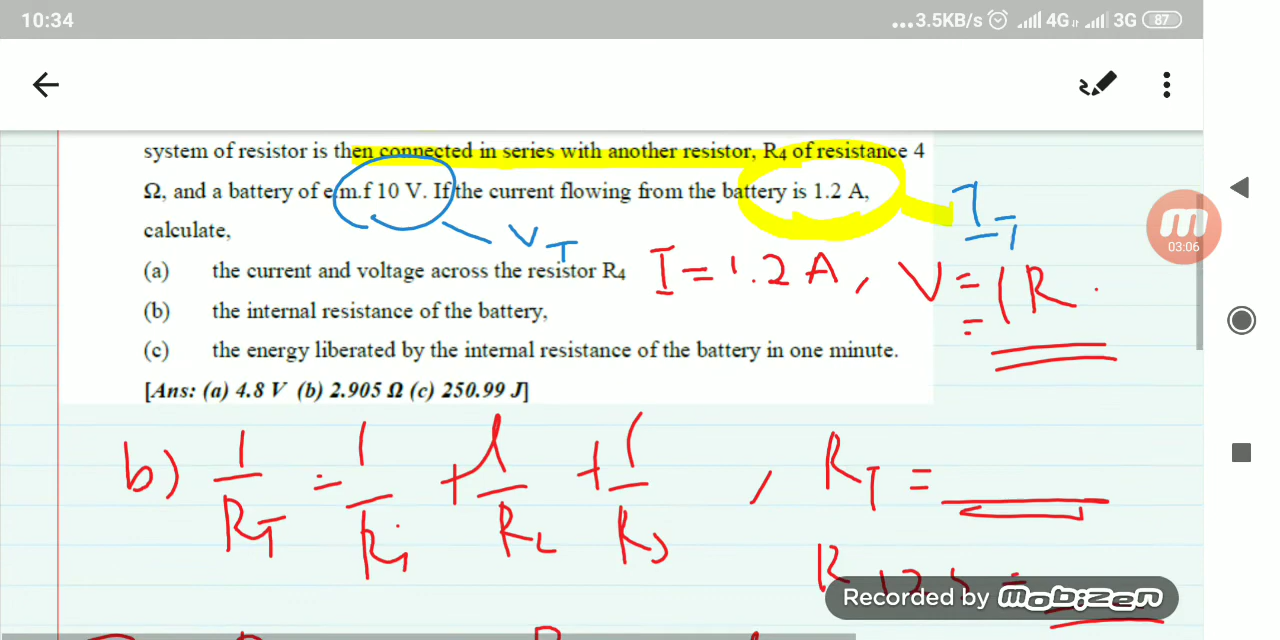 10:34 ...3.5KB/s 4G 3G 87
system of resistor is then connected in series with another resistor, R4 of resistance 4
Ω, and a battery of e.m.f 10 V. If the current flowing from the battery is 1.2 A,
calculate,
VT
(a) the current and voltage across the resistor R4 I = 1.2 A, V = IR.
=
03:06
(b) the internal resistance of the battery,
(c) the energy liberated by the internal resistance of the battery in one minute.
[Ans: (a) 4.8 V (b) 2.905 Ω (c) 250.99 J]
b) 1/RT = 1/R1 + 1/R2 + 1/R3 , RT =
R123 =
Recorded by mobizen